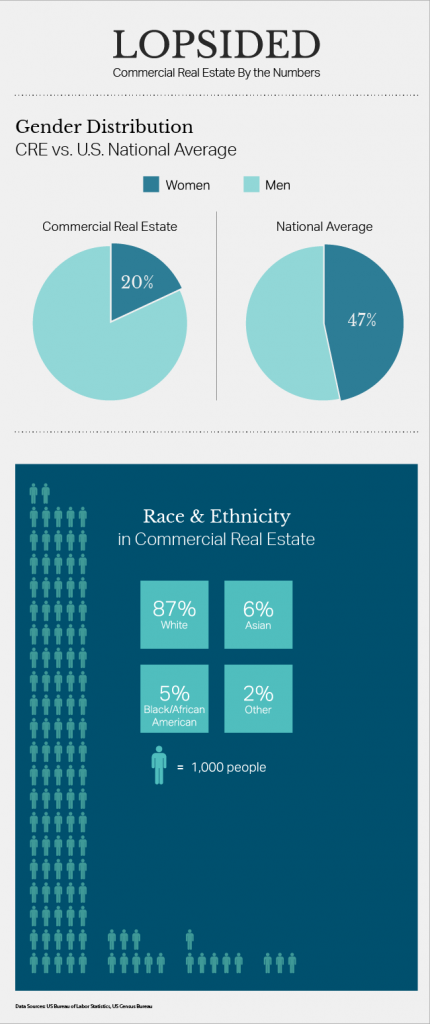 LOPSIDED
Commercial Real Estate By the Numbers
Gender Distribution
CRE vs. U.S. National Average
Women
Men
Commercial Real Estate
National Average
20%
47%
Race & Ethnicity
in Commercial Real Estate
87%
White
6%
Asian
5%
Black/African
American
2%
Other
= 1,000 people
Data Sources: US Bureau of Labor Statistics, US Census Bureau